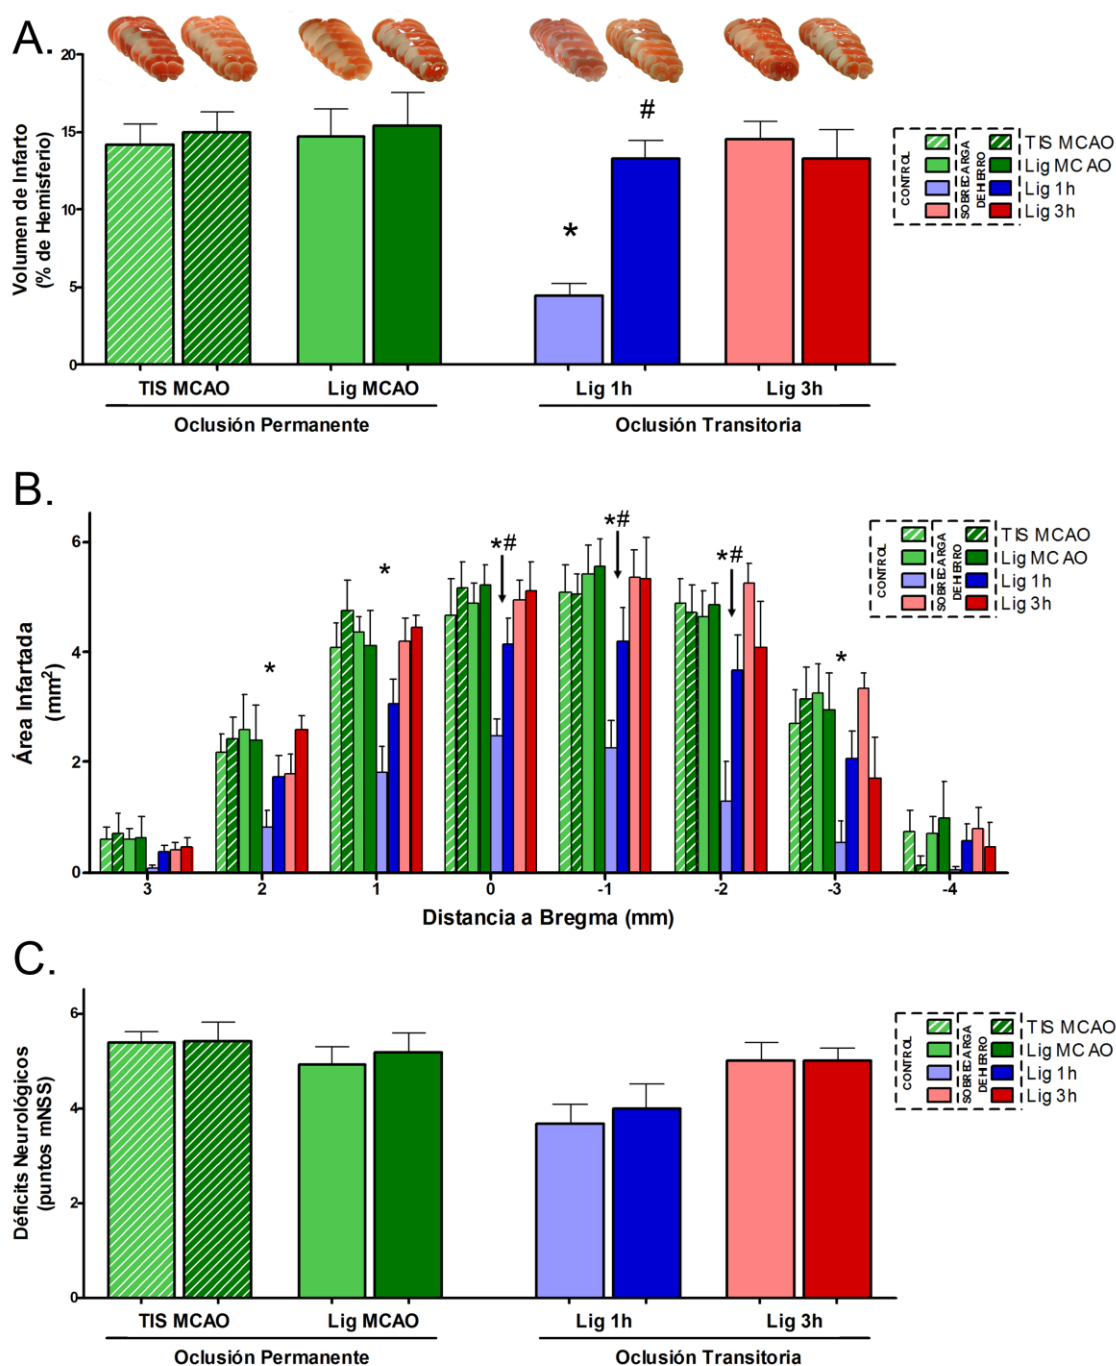 A.
20
15
10
5
0
Volumen de Infarto
(% de Hemisferio)
*
#
TIS MCAO
Lig MCAO
Lig 1h
Lig 3h
Oclusión Permanente
Oclusión Transitoria
CONTROL
SOBRECARGA
DE HIERRO
TIS MCAO
Lig MCAO
Lig 1h
Lig 3h
B.
6
4
2
0
Área Infartada
(mm²)
*
*
*#
*#
*#
*
3 2 1 0 -1 -2 -3 -4
Distancia a Bregma (mm)
CONTROL
SOBRECARGA
DE HIERRO
TIS MCAO
Lig MCAO
Lig 1h
Lig 3h
C.
6
4
2
0
Déficits Neurológicos
(puntos mNSS)
TIS MCAO
Lig MCAO
Lig 1h
Lig 3h
Oclusión Permanente
Oclusión Transitoria
CONTROL
SOBRECARGA
DE HIERRO
TIS MCAO
Lig MCAO
Lig 1h
Lig 3h